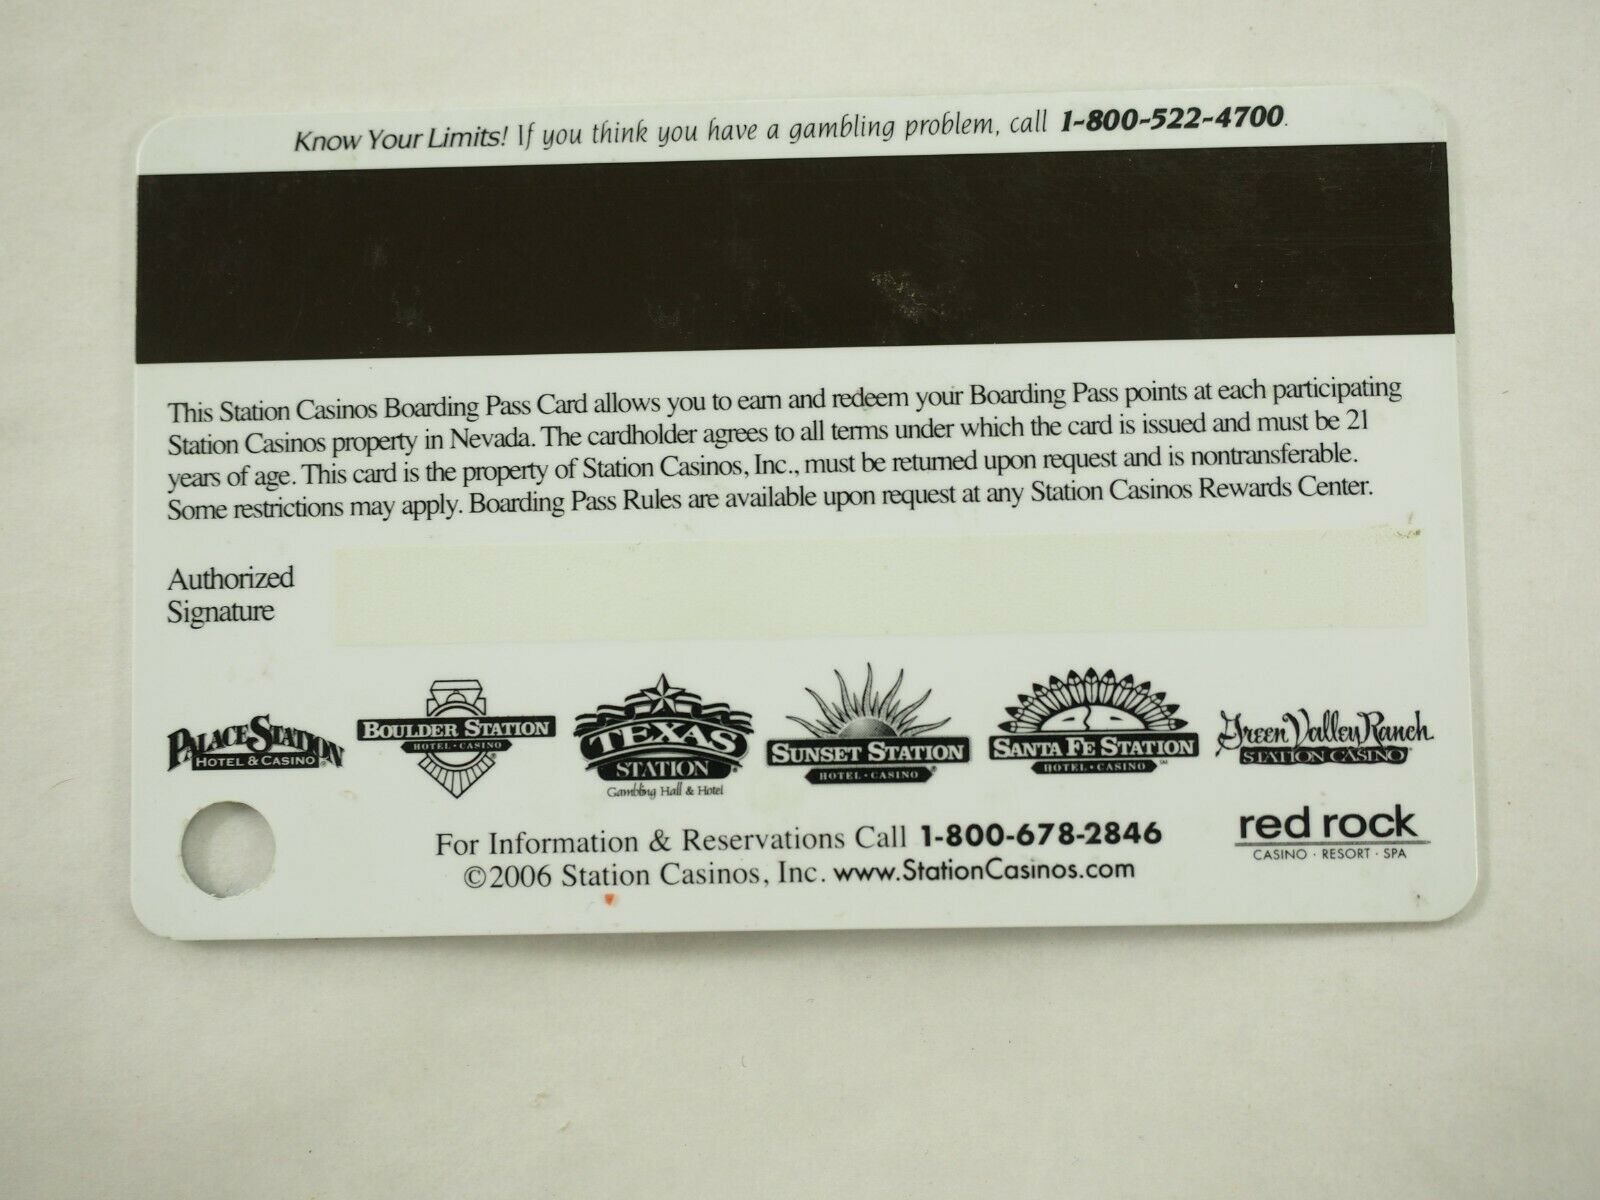 Know Your Limits! If you think you have a gambling problem, call 1-800-522-4700.
This Station Casinos Boarding Pass Card allows you to earn and redeem your Boarding Pass points at each participating
Station Casinos property in Nevada. The cardholder agrees to all terms under which the card is issued and must be 21
years of age. This card is the property of Station Casinos, Inc., must be returned upon request and is nontransferable.
Some restrictions may apply. Boarding Pass Rules are available upon request at any Station Casinos Rewards Center.
Authorized
Signature
PALACE STATION
HOTEL & CASINO®
BOULDER STATION
HOTEL · CASINO®
TEXAS
STATION®
Gambling Hall & Hotel
SUNSET STATION
HOTEL · CASINO®
SANTA FE STATION
HOTEL · CASINO℠
Green Valley Ranch
STATION CASINO®
For Information & Reservations Call 1-800-678-2846
©2006 Station Casinos, Inc. www.StationCasinos.com
red rock
CASINO · RESORT · SPA